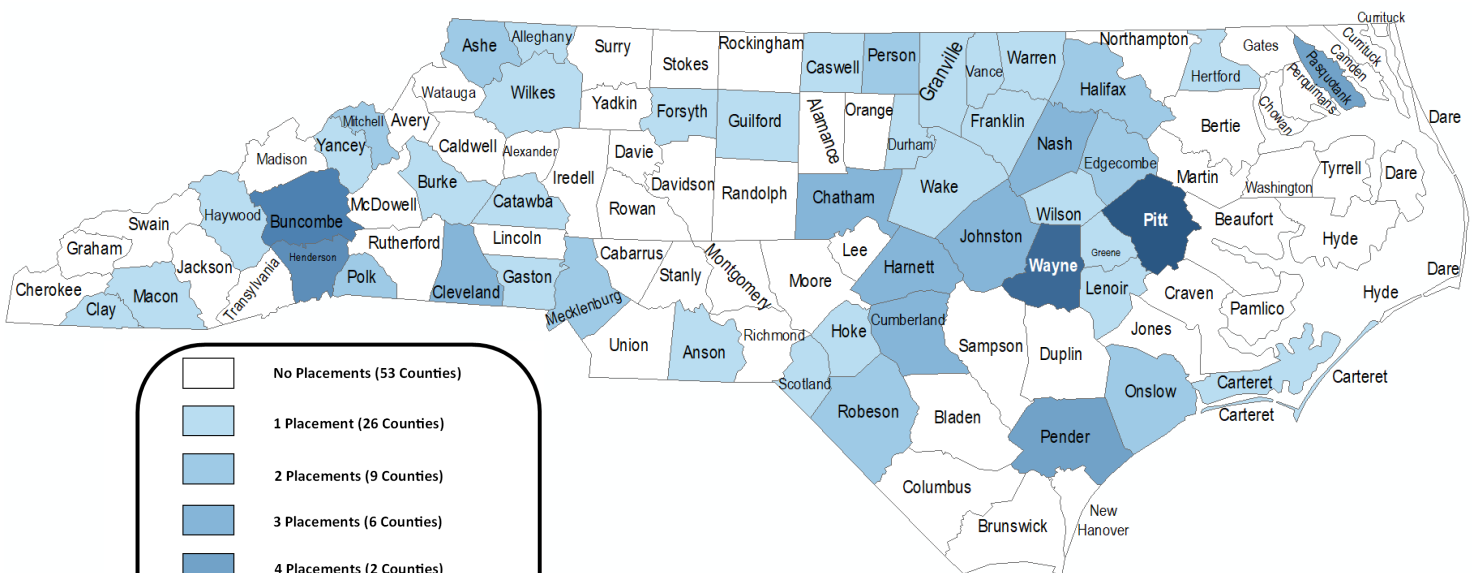 Currituck
Ashe
Alleghany
Surry
Stokes
Rockingham
Caswell
Person
Granville
Vance
Warren
Northampton
Hertford
Gates
Currituck
Camden
Pasquotank
Perquimans
Chowan
Watauga
Wilkes
Yadkin
Forsyth
Guilford
Alamance
Orange
Durham
Franklin
Halifax
Bertie
Dare
Mitchell
Avery
Yancey
Madison
Caldwell
Alexander
Iredell
Davie
Davidson
Randolph
Chatham
Wake
Nash
Edgecombe
Martin
Washington
Tyrrell
Dare
Haywood
Buncombe
McDowell
Burke
Catawba
Rowan
Wilson
Pitt
Beaufort
Hyde
Swain
Graham
Jackson
Henderson
Rutherford
Lincoln
Cabarrus
Stanly
Montgomery
Moore
Lee
Harnett
Johnston
Wayne
Greene
Lenoir
Craven
Pamlico
Hyde
Dare
Cherokee
Clay
Macon
Transylvania
Polk
Cleveland
Gaston
Mecklenburg
Union
Anson
Richmond
Scotland
Hoke
Cumberland
Sampson
Duplin
Jones
Onslow
Carteret
Carteret
Carteret
Robeson
Bladen
Pender
Columbus
Brunswick
New
Hanover
No Placements (53 Counties)
1 Placement (26 Counties)
2 Placements (9 Counties)
3 Placements (6 Counties)
4 Placements (2 Counties)